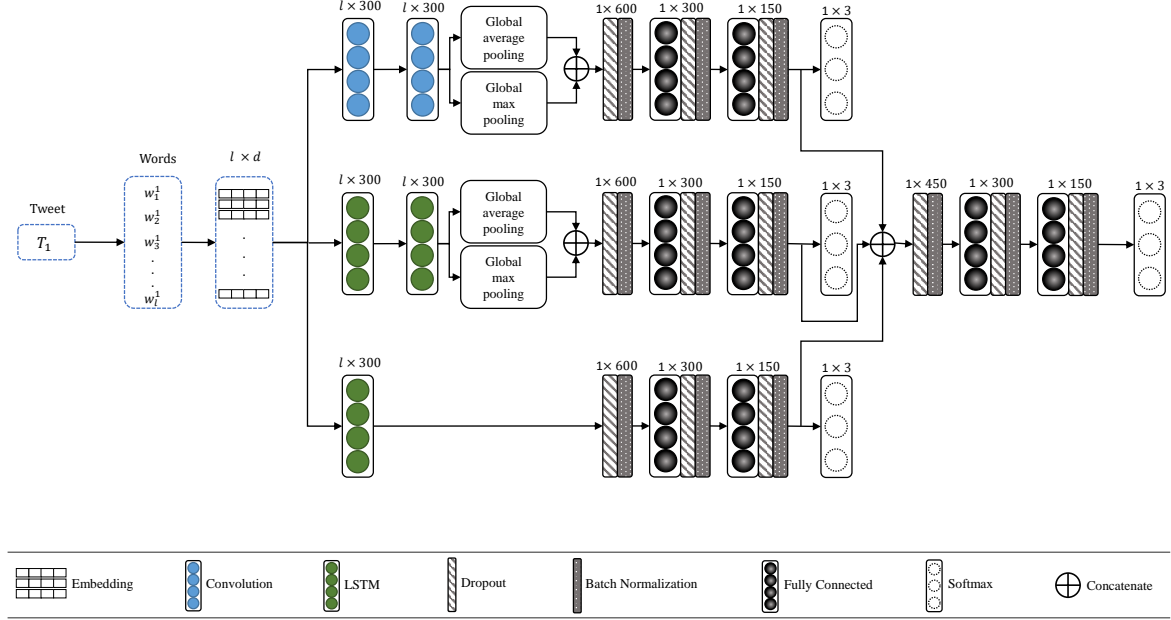 l × 300
l × 300
Global
average
pooling
Global
max
pooling
1× 600
1 × 300
1 × 150
1 × 3
Words
l × d
Tweet
T₁
w₁¹
w₂¹
w₃¹
.
.
.
wₗ¹
.
.
.
l × 300
l × 300
Global
average
pooling
Global
max
pooling
1× 600
1 × 300
1 × 150
1 × 3
1 × 450
1 × 300
1 × 150
1 × 3
l × 300
1× 600
1 × 300
1 × 150
1 × 3
Embedding
Convolution
LSTM
Dropout
Batch Normalization
Fully Connected
Softmax
Concatenate